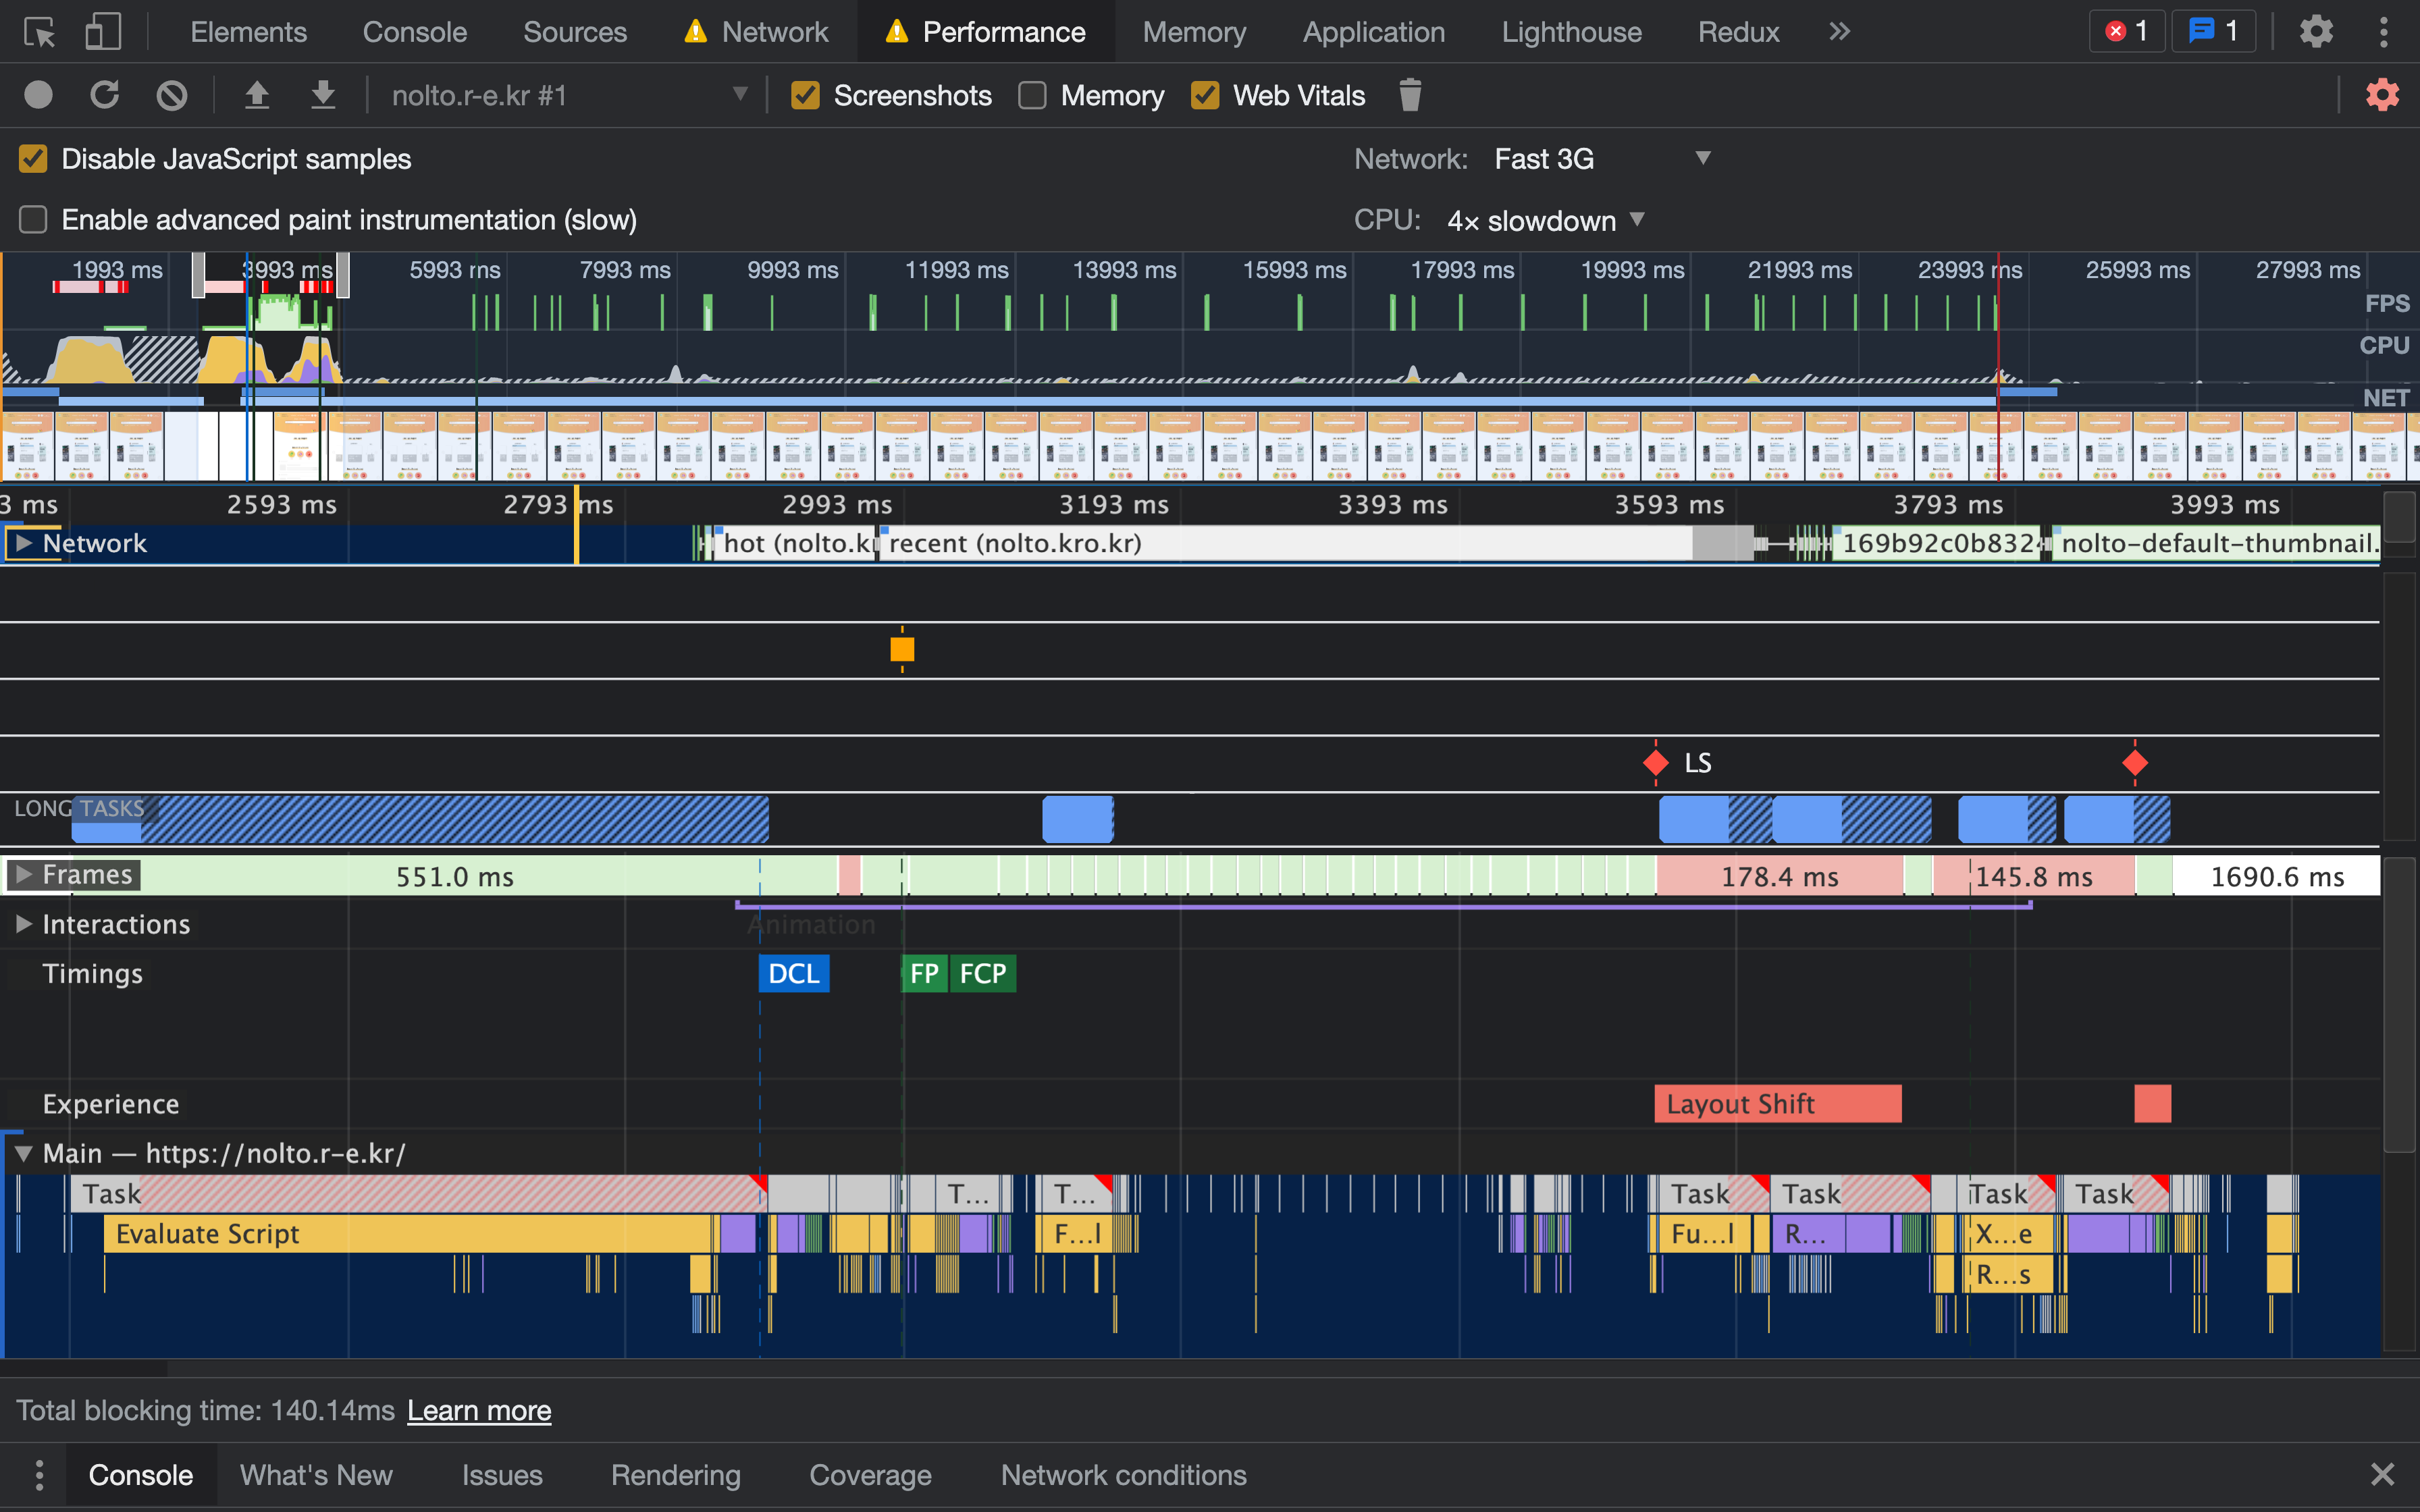 Elements Console Sources Network Performance Memory Application Lighthouse Redux 1 1
nolto.r-e.kr #1 Screenshots Memory Web Vitals
Disable JavaScript samples Network: Fast 3G
Enable advanced paint instrumentation (slow) CPU: 4× slowdown
1993 ms 3993 ms 5993 ms 7993 ms 9993 ms 11993 ms 13993 ms 15993 ms 17993 ms 19993 ms 21993 ms 23993 ms 25993 ms 27993 ms
FPS
CPU
NET
3 ms 2593 ms 2793 ms 2993 ms 3193 ms 3393 ms 3593 ms 3793 ms 3993 ms
Network hot (nolto.k recent (nolto.kro.kr) 169b92c0b832 nolto-default-thumbnail.
LS
LONG TASKS
Frames 551.0 ms 178.4 ms 145.8 ms 1690.6 ms
Interactions Animation
Timings DCL FP FCP
Experience Layout Shift
Main — https://nolto.r-e.kr/
Task T... T... Task Task Task Task
Evaluate Script F...l Fu...l R... X...e
R...s
Total blocking time: 140.14ms Learn more
Console What's New Issues Rendering Coverage Network conditions